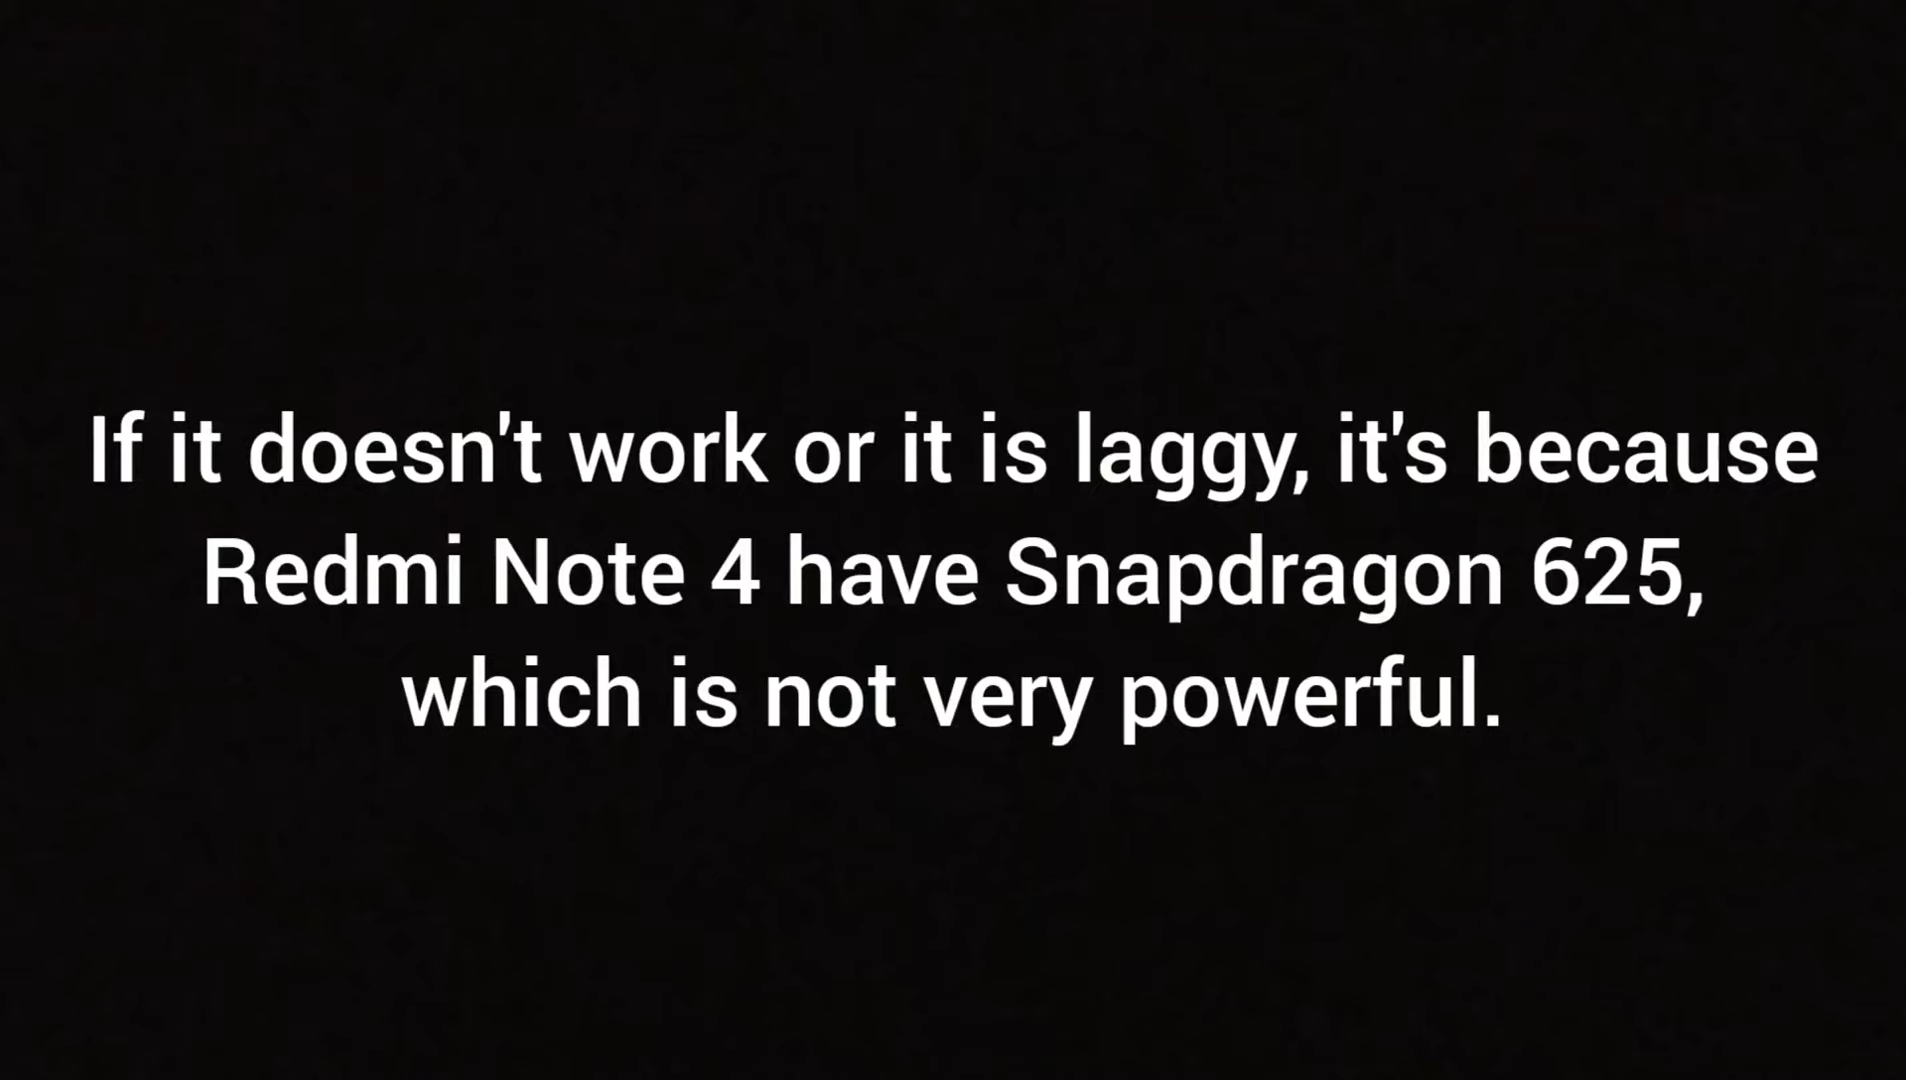 If it doesn't work or it is laggy, it's because
Redmi Note 4 have Snapdragon 625,
which is not very powerful.